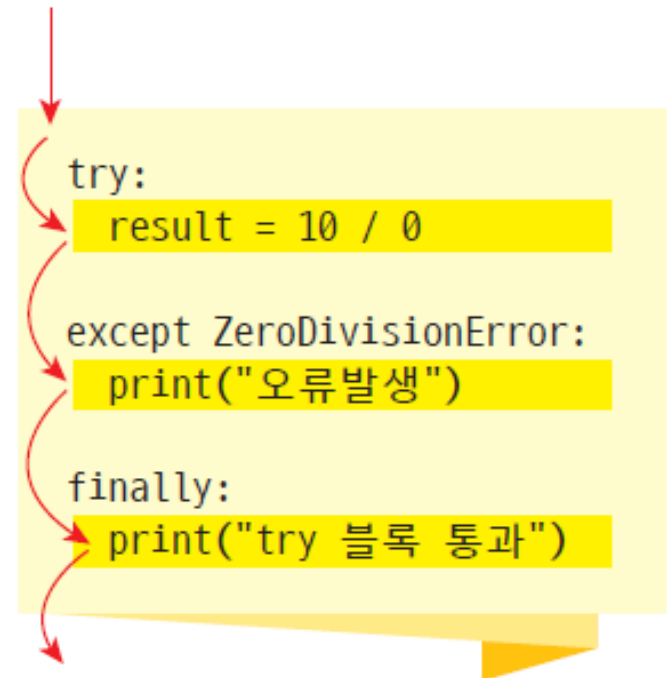 try:
result = 10 / 0
except ZeroDivisionError:
print("오류발생")
finally:
print("try 블록 통과")